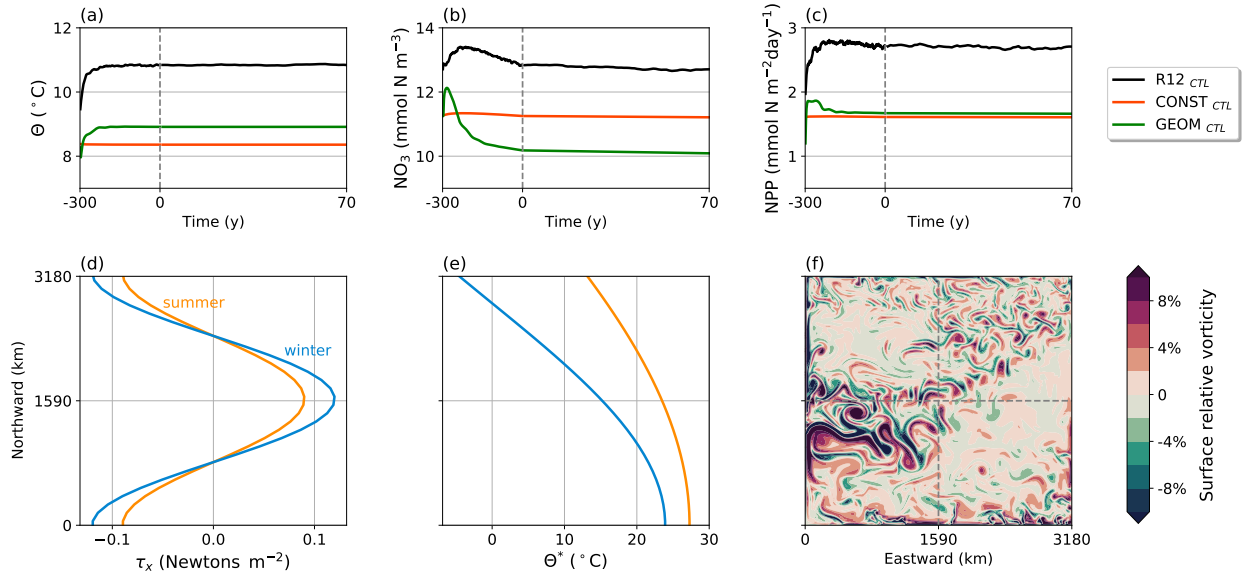 (a)
12
10
8
Θ (°C)
-300
0
70
Time (y)
(b)
14
12
10
NO3 (mmol N m−3)
-300
0
70
Time (y)
(c)
3
2
1
NPP (mmol N m−2day−1)
-300
0
70
Time (y)
R12 CTL
CONST CTL
GEOM CTL
(d)
3180
1590
0
Northward (km)
summer
winter
−0.1
0.0
0.1
τx (Newtons m−2)
(e)
0
10
20
30
Θ* (°C)
(f)
0
1590
3180
Eastward (km)
8%
4%
0
-4%
-8%
Surface relative vorticity